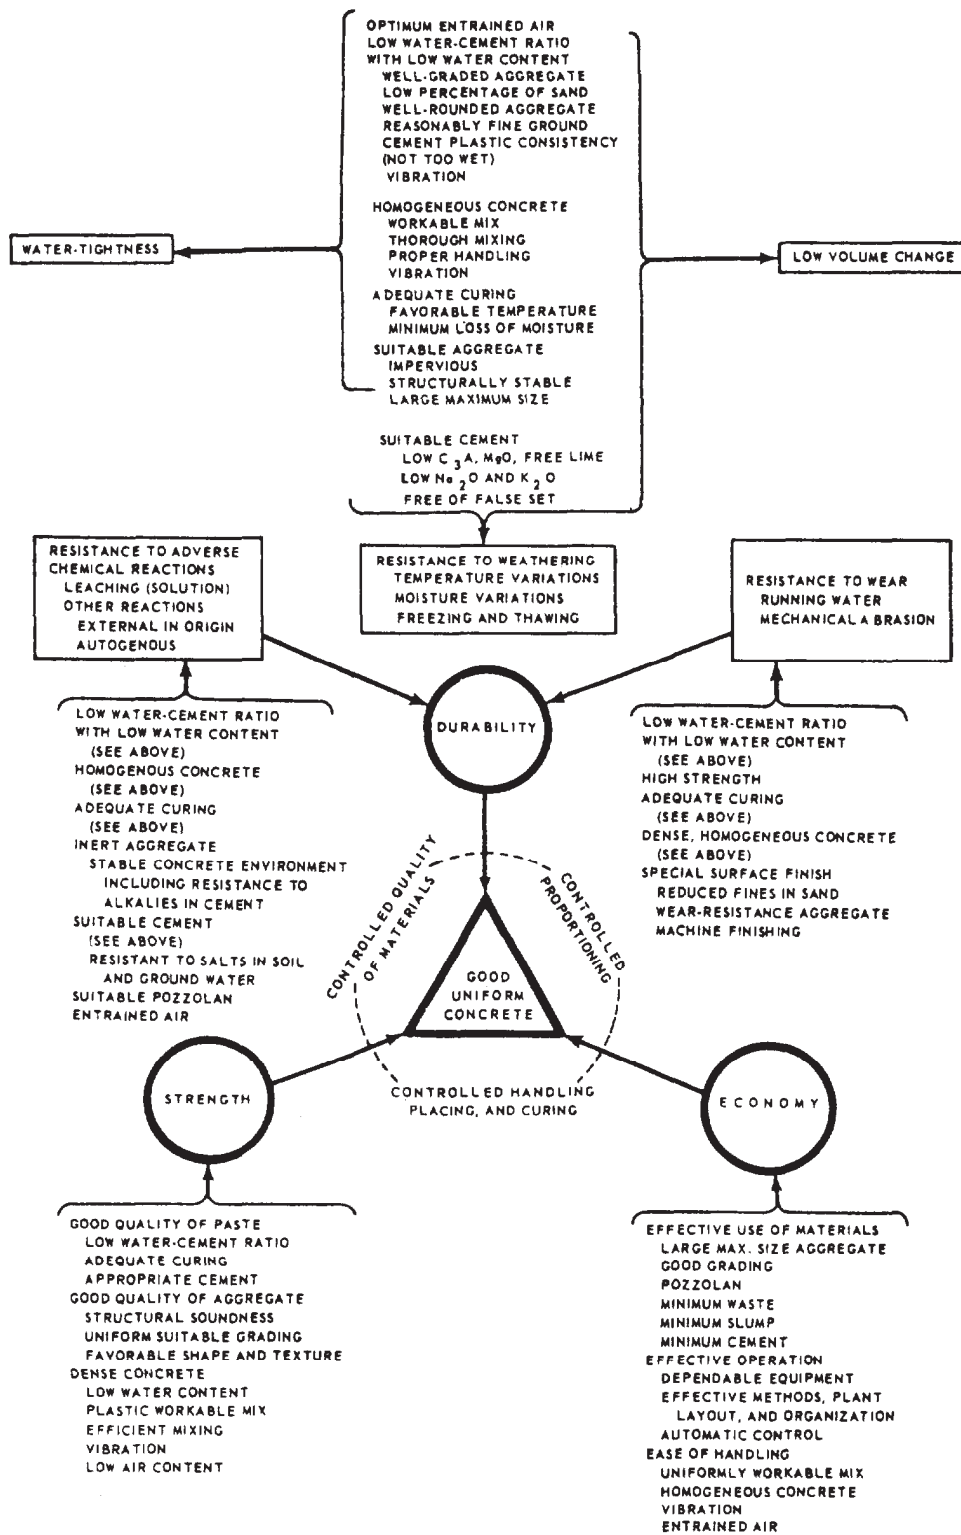 OPTIMUM ENTRAINED AIR
LOW WATER-CEMENT RATIO
WITH LOW WATER CONTENT
WELL-GRADED AGGREGATE
LOW PERCENTAGE OF SAND
WELL-ROUNDED AGGREGATE
REASONABLY FINE GROUND
CEMENT PLASTIC CONSISTENCY
(NOT TOO WET)
VIBRATION
HOMOGENEOUS CONCRETE
WORKABLE MIX
THOROUGH MIXING
PROPER HANDLING
VIBRATION
ADEQUATE CURING
FAVORABLE TEMPERATURE
MINIMUM LOSS OF MOISTURE
SUITABLE AGGREGATE
IMPERVIOUS
STRUCTURALLY STABLE
LARGE MAXIMUM SIZE
WATER-TIGHTNESS
LOW VOLUME CHANGE
SUITABLE CEMENT
LOW C3A, MgO, FREE LIME
LOW Na2O AND K2O
FREE OF FALSE SET
RESISTANCE TO ADVERSE
CHEMICAL REACTIONS
LEACHING (SOLUTION)
OTHER REACTIONS
EXTERNAL IN ORIGIN
AUTOGENOUS
RESISTANCE TO WEATHERING
TEMPERATURE VARIATIONS
MOISTURE VARIATIONS
FREEZING AND THAWING
RESISTANCE TO WEAR
RUNNING WATER
MECHANICAL A BRASION
LOW WATER-CEMENT RATIO
WITH LOW WATER CONTENT
(SEE ABOVE)
HOMOGENOUS CONCRETE
(SEE ABOVE)
ADEQUATE CURING
(SEE ABOVE)
INERT AGGREGATE
STABLE CONCRETE ENVIRONMENT
INCLUDING RESISTANCE TO
ALKALIES IN CEMENT
SUITABLE CEMENT
(SEE ABOVE)
RESISTANT TO SALTS IN SOIL
AND GROUND WATER
SUITABLE POZZOLAN
ENTRAINED AIR
DURABILITY
LOW WATER-CEMENT RATIO
WITH LOW WATER CONTENT
(SEE ABOVE)
HIGH STRENGTH
ADEQUATE CURING
(SEE ABOVE)
DENSE, HOMOGENEOUS CONCRETE
(SEE ABOVE)
SPECIAL SURFACE FINISH
REDUCED FINES IN SAND
WEAR-RESISTANCE AGGREGATE
MACHINE FINISHING
CONTROLLED QUALITY
OF MATERIALS
CONTROLLED
PROPORTIONING
GOOD
UNIFORM
CONCRETE
CONTROLLED HANDLING
PLACING, AND CURING
STRENGTH
ECONOMY
GOOD QUALITY OF PASTE
LOW WATER-CEMENT RATIO
ADEQUATE CURING
APPROPRIATE CEMENT
GOOD QUALITY OF AGGREGATE
STRUCTURAL SOUNDNESS
UNIFORM SUITABLE GRADING
FAVORABLE SHAPE AND TEXTURE
DENSE CONCRETE
LOW WATER CONTENT
PLASTIC WORKABLE MIX
EFFICIENT MIXING
VIBRATION
LOW AIR CONTENT
EFFECTIVE USE OF MATERIALS
LARGE MAX. SIZE AGGREGATE
GOOD GRADING
POZZOLAN
MINIMUM WASTE
MINIMUM SLUMP
MINIMUM CEMENT
EFFECTIVE OPERATION
DEPENDABLE EQUIPMENT
EFFECTIVE METHODS, PLANT
LAYOUT, AND ORGANIZATION
AUTOMATIC CONTROL
EASE OF HANDLING
UNIFORMLY WORKABLE MIX
HOMOGENEOUS CONCRETE
VIBRATION
ENTRAINED AIR